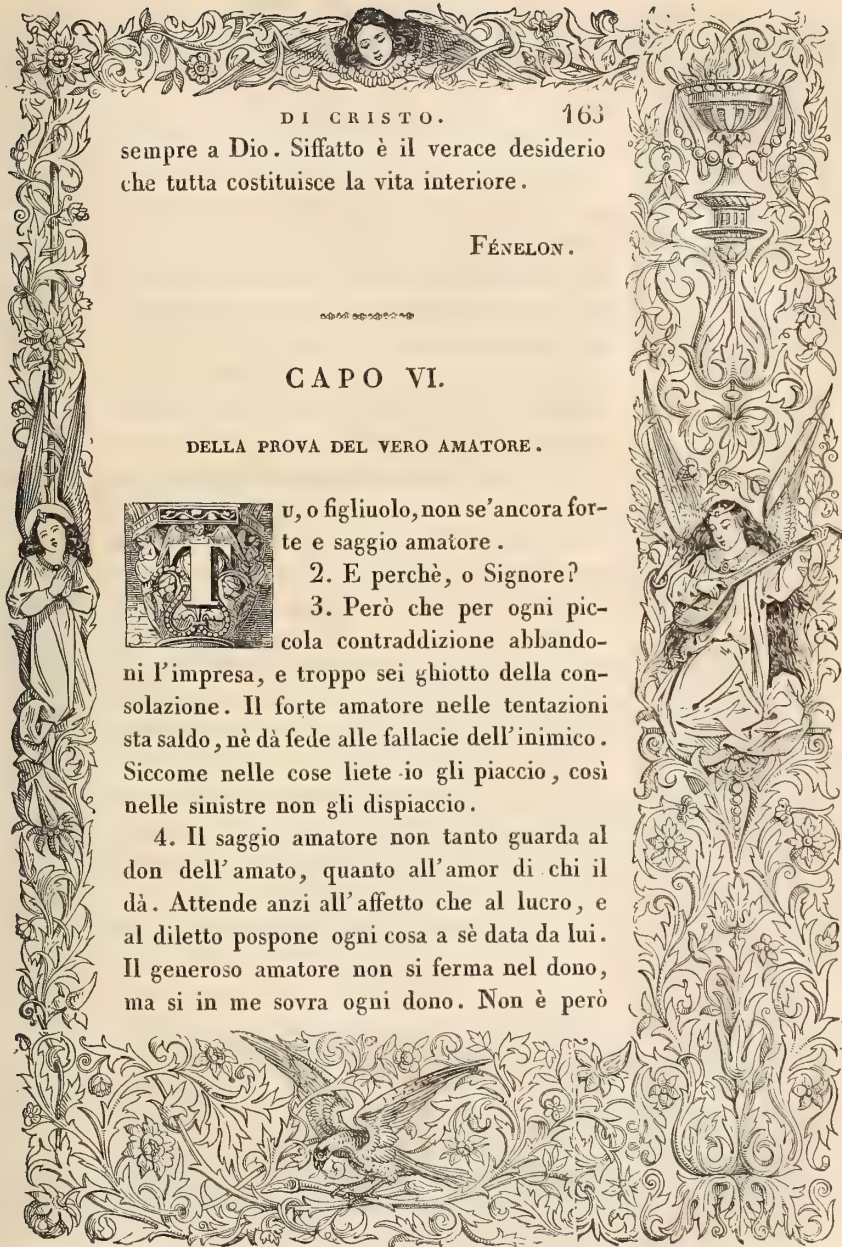 DI CRISTO. 163
sempre a Dio. Siffatto è il verace desiderio
che tutta costituisce la vita interiore.
FÉNELON.
CAPO VI.
DELLA PROVA DEL VERO AMATORE.
TU, o figliuolo, non se' ancora for-
te e saggio amatore.
2. E perchè, o Signore?
3. Però che per ogni pic-
cola contraddizione abbando-
ni l'impresa, e troppo sei ghiotto della con-
solazione. Il forte amatore nelle tentazioni
sta saldo, nè dà fede alle fallacie dell'inimico.
Siccome nelle cose liete io gli piaccio, così
nelle sinistre non gli dispiaccio.
4. Il saggio amatore non tanto guarda al
don dell'amato, quanto all'amor di chi il
dà. Attende anzi all'affetto che al lucro, e
al diletto pospone ogni cosa a sè data da lui.
Il generoso amatore non si ferma nel dono,
ma si in me sovra ogni dono. Non è però